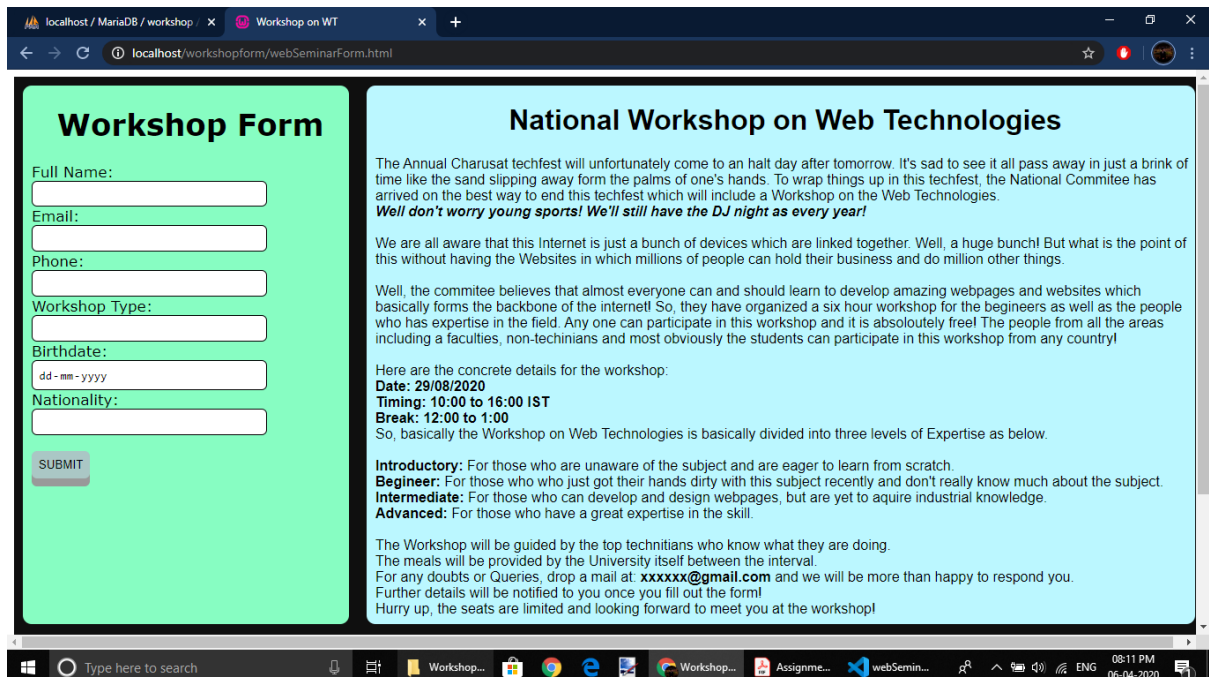 localhost / MariaDB / workshop /
Workshop on WT
localhost/workshopform/webSeminarForm.html
Workshop Form
Full Name:
Email:
Phone:
Workshop Type:
Birthdate:
dd-mm-yyyy
Nationality:
SUBMIT
National Workshop on Web Technologies
The Annual Charusat techfest will unfortunately come to an halt day after tomorrow. It's sad to see it all pass away in just a brink of
time like the sand slipping away form the palms of one's hands. To wrap things up in this techfest, the National Commitee has
arrived on the best way to end this techfest which will include a Workshop on the Web Technologies.
Well don't worry young sports! We'll still have the DJ night as every year!
We are all aware that this Internet is just a bunch of devices which are linked together. Well, a huge bunch! But what is the point of
this without having the Websites in which millions of people can hold their business and do million other things.
Well, the commitee believes that almost everyone can and should learn to develop amazing webpages and websites which
basically forms the backbone of the internet! So, they have organized a six hour workshop for the begineers as well as the people
who has expertise in the field. Any one can participate in this workshop and it is absoloutely free! The people from all the areas
including a faculties, non-techinians and most obviously the students can participate in this workshop from any country!
Here are the concrete details for the workshop:
Date: 29/08/2020
Timing: 10:00 to 16:00 IST
Break: 12:00 to 1:00
So, basically the Workshop on Web Technologies is basically divided into three levels of Expertise as below.
Introductory: For those who are unaware of the subject and are eager to learn from scratch.
Begineer: For those who who just got their hands dirty with this subject recently and don't really know much about the subject.
Intermediate: For those who can develop and design webpages, but are yet to aquire industrial knowledge.
Advanced: For those who have a great expertise in the skill.
The Workshop will be guided by the top technitians who know what they are doing.
The meals will be provided by the University itself between the interval.
For any doubts or Queries, drop a mail at: xxxxxx@gmail.com and we will be more than happy to respond you.
Further details will be notified to you once you fill out the form!
Hurry up, the seats are limited and looking forward to meet you at the workshop!
Type here to search
Workshop...
Workshop...
Assignme...
webSemin...
ENG
08:11 PM
06-04-2020